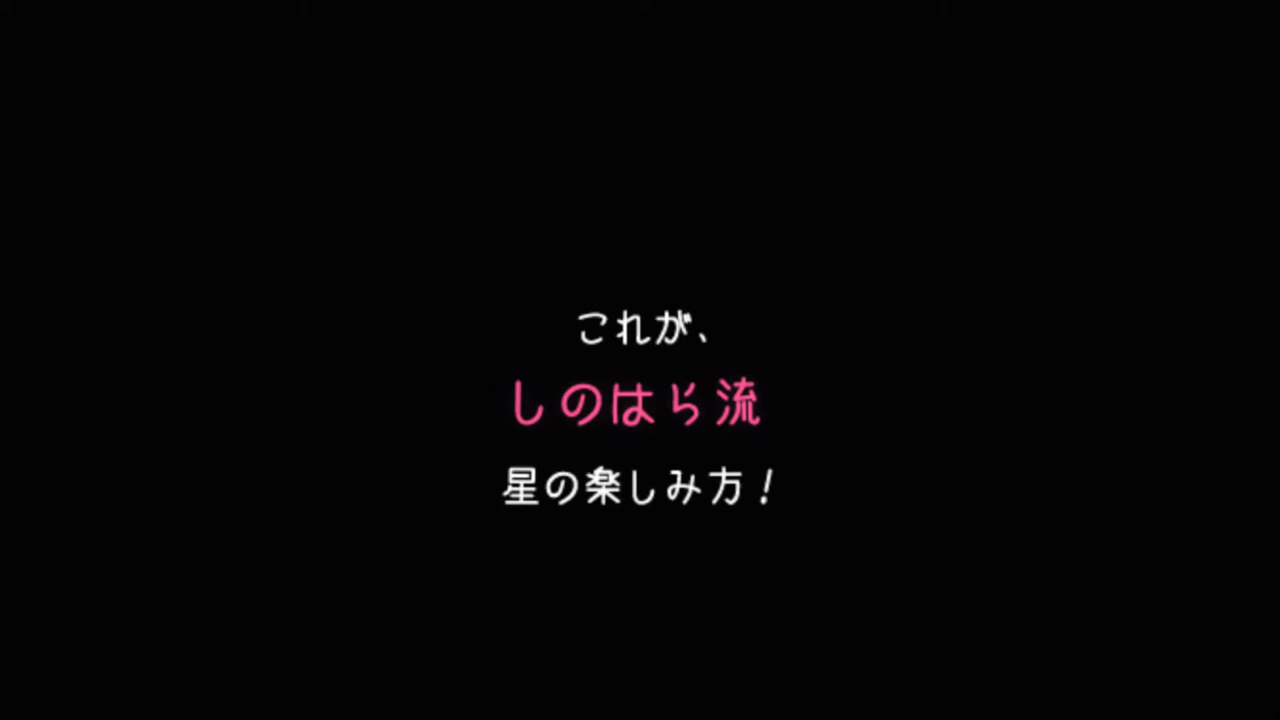 これが、
しのはら流
星の楽しみ方！